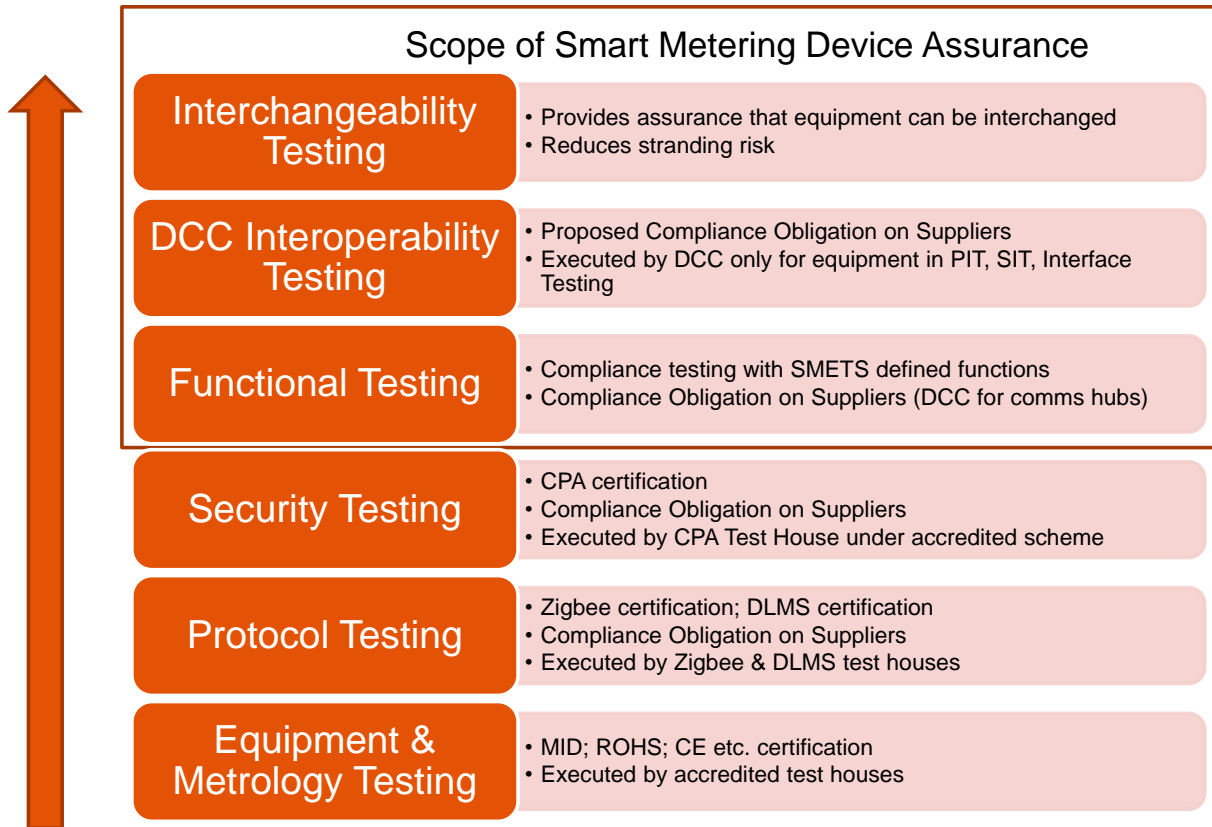 Scope of Smart Metering Device Assurance
Interchangeability
Testing
• Provides assurance that equipment can be interchanged
• Reduces stranding risk
DCC Interoperability
Testing
• Proposed Compliance Obligation on Suppliers
• Executed by DCC only for equipment in PIT, SIT, Interface
Testing
Functional Testing
• Compliance testing with SMETS defined functions
• Compliance Obligation on Suppliers (DCC for comms hubs)
Security Testing
• CPA certification
• Compliance Obligation on Suppliers
• Executed by CPA Test House under accredited scheme
Protocol Testing
• Zigbee certification; DLMS certification
• Compliance Obligation on Suppliers
• Executed by Zigbee & DLMS test houses
Equipment &
Metrology Testing
• MID; ROHS; CE etc. certification
• Executed by accredited test houses